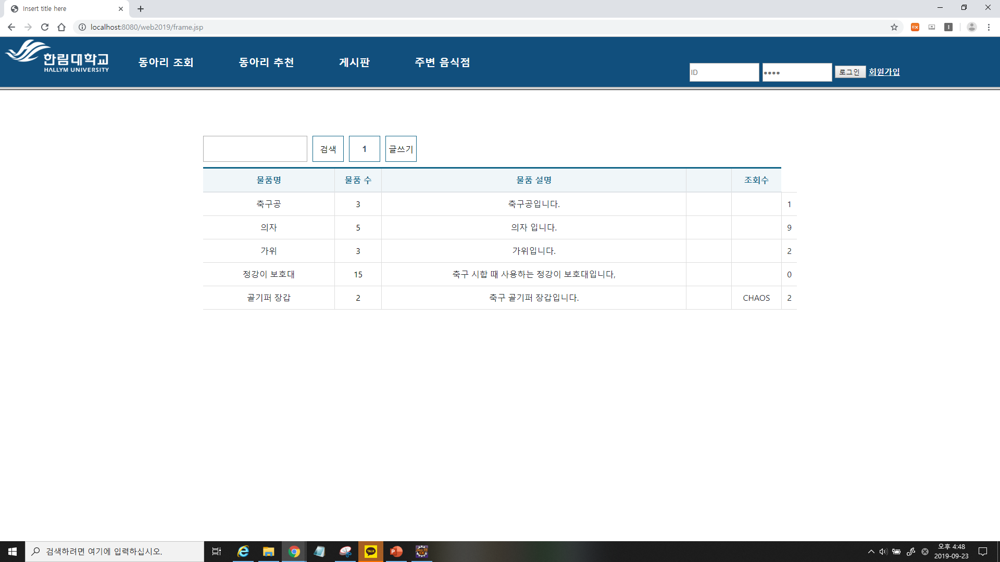 Insert title here
localhost:8080/web2019/frame.jsp
한림대학교
HALLYM UNIVERSITY
동아리 조회 동아리 추천 게시판 주변 음식점
ID •••• 로그인 회원가입
검색 1 글쓰기
물품명 물품 수 물품 설명 조회수
축구공 3 축구공입니다. 1
의자 5 의자 입니다. 9
가위 3 가위입니다. 2
정강이 보호대 15 축구 시합 때 사용하는 정강이 보호대입니다, 0
골기퍼 장갑 2 축구 골기퍼 장갑입니다. CHAOS 2
검색하려면 여기에 입력하십시오.
TALK
오후 4:48
2019-09-23